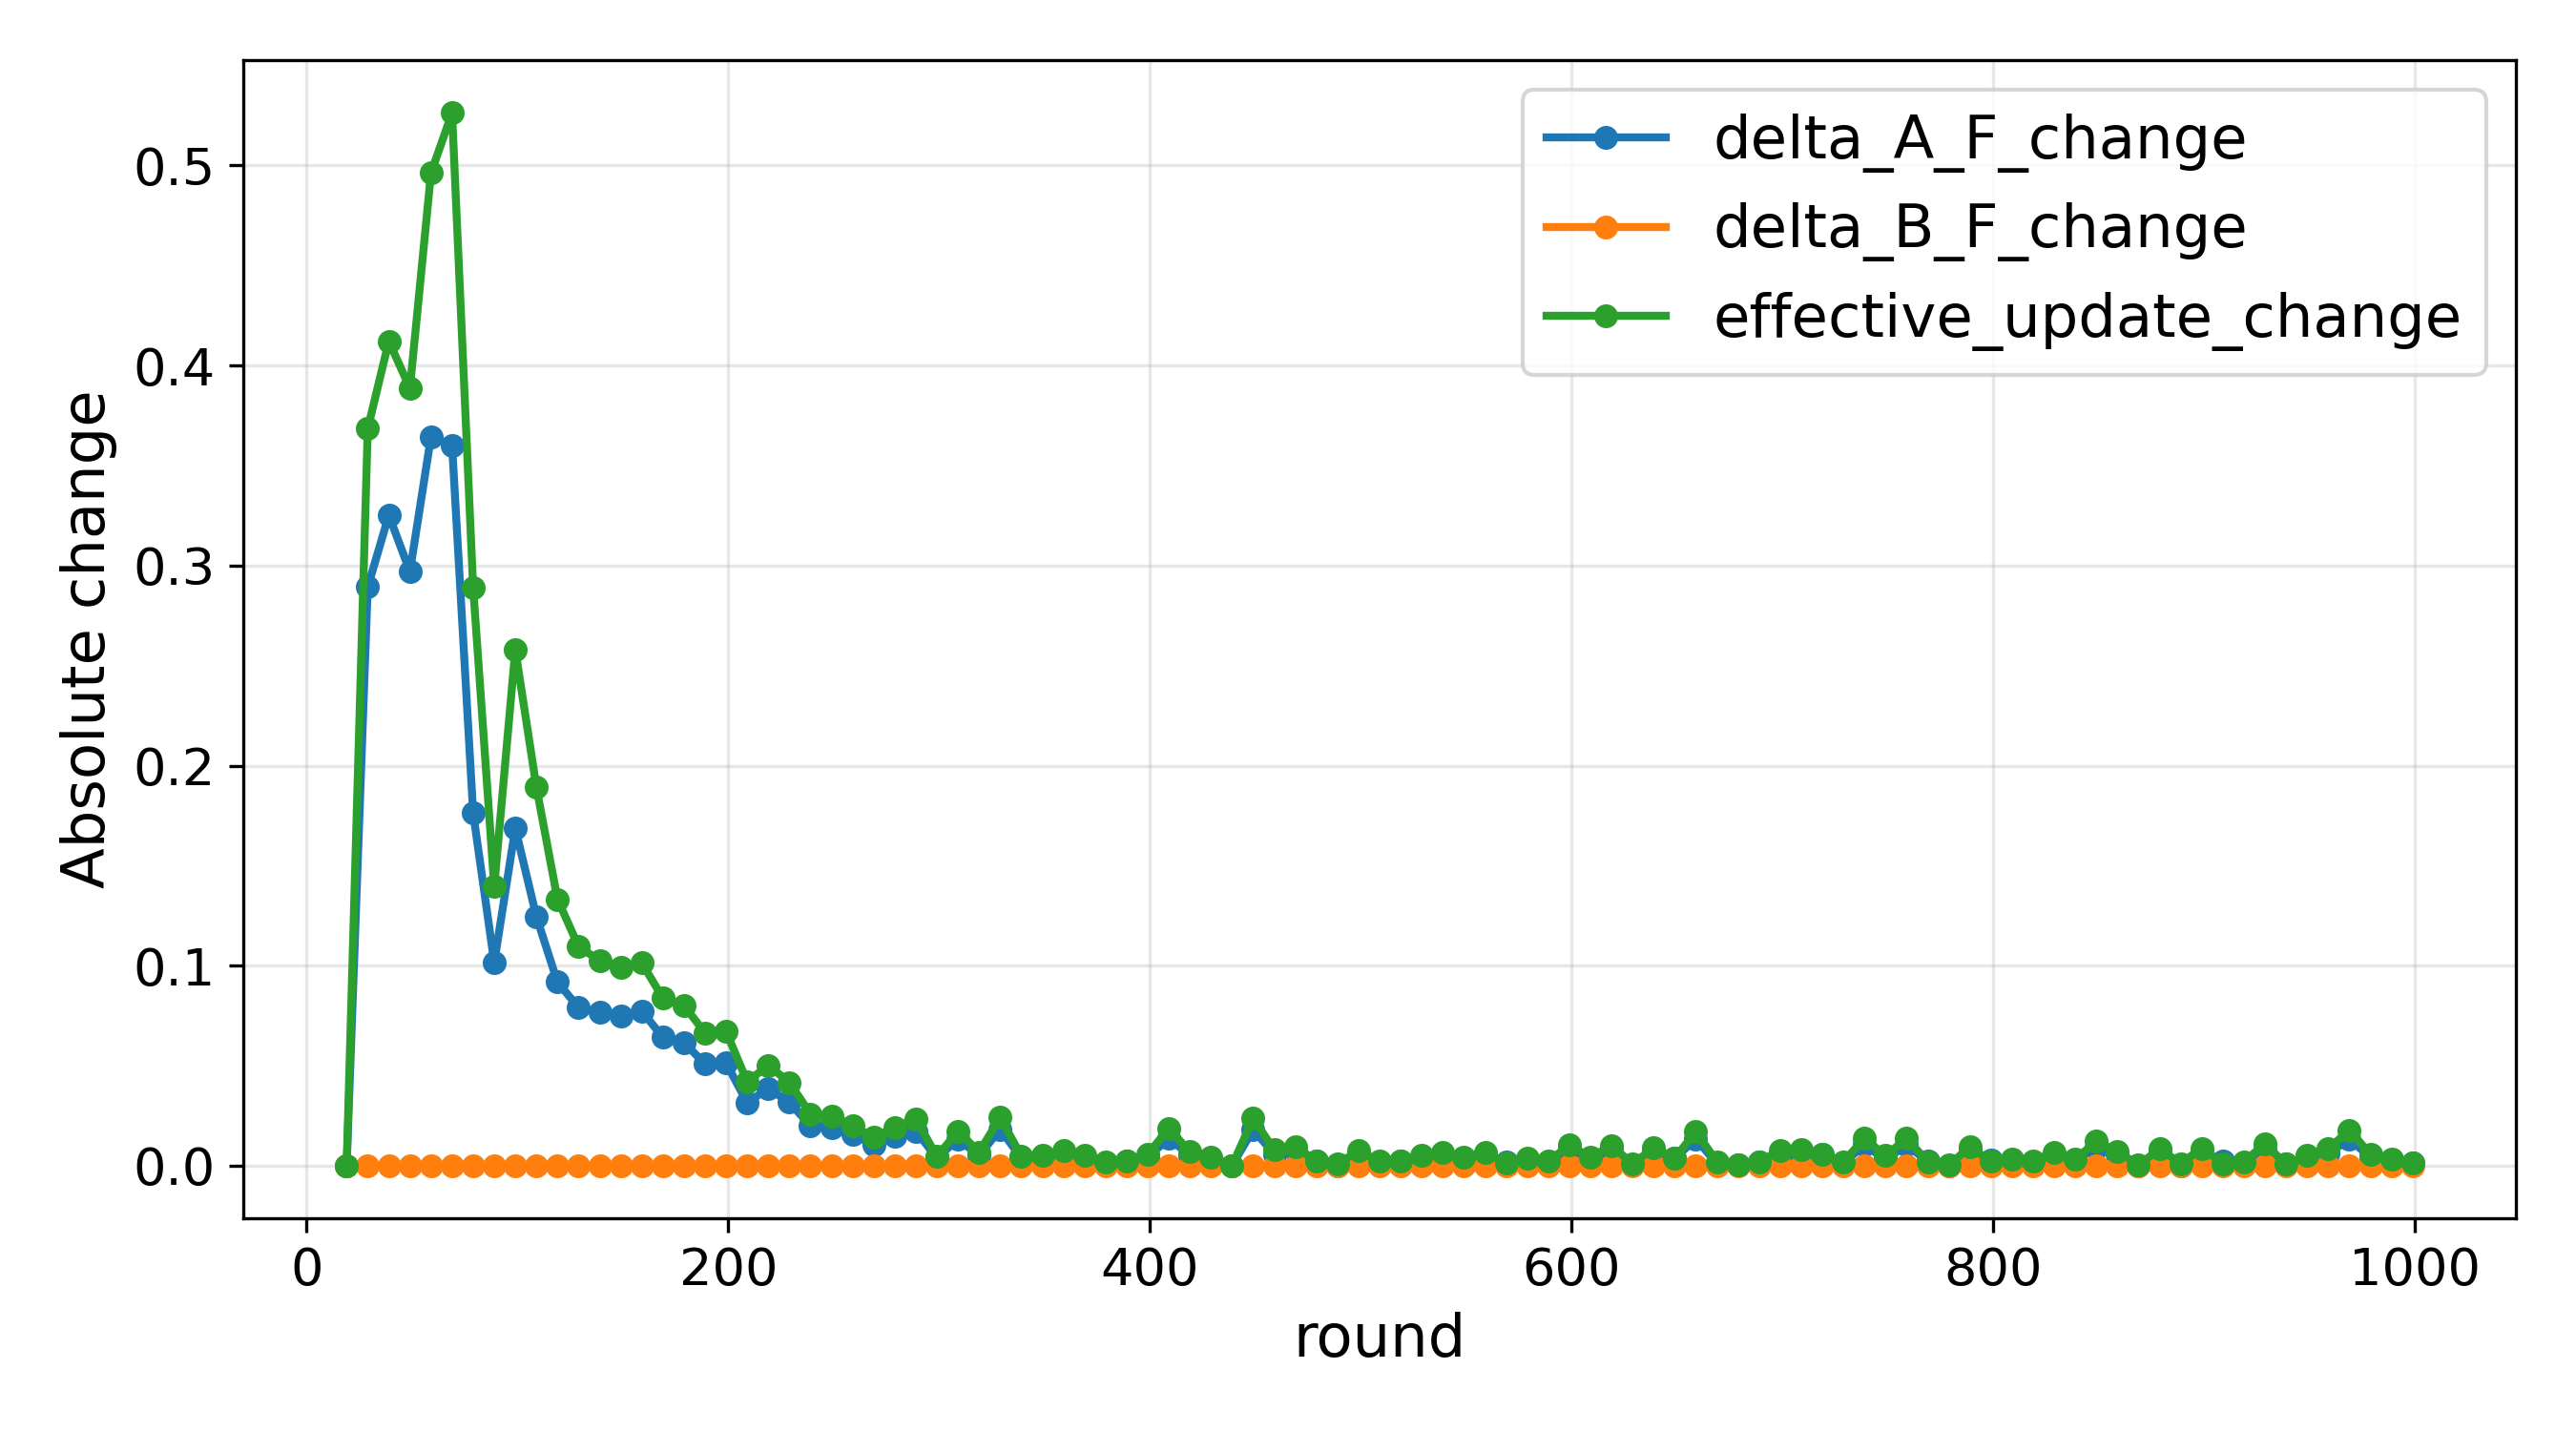 delta_A_F_change
delta_B_F_change
effective_update_change
Absolute change
0.5
0.4
0.3
0.2
0.1
0.0
0 200 400 600 800 1000
round